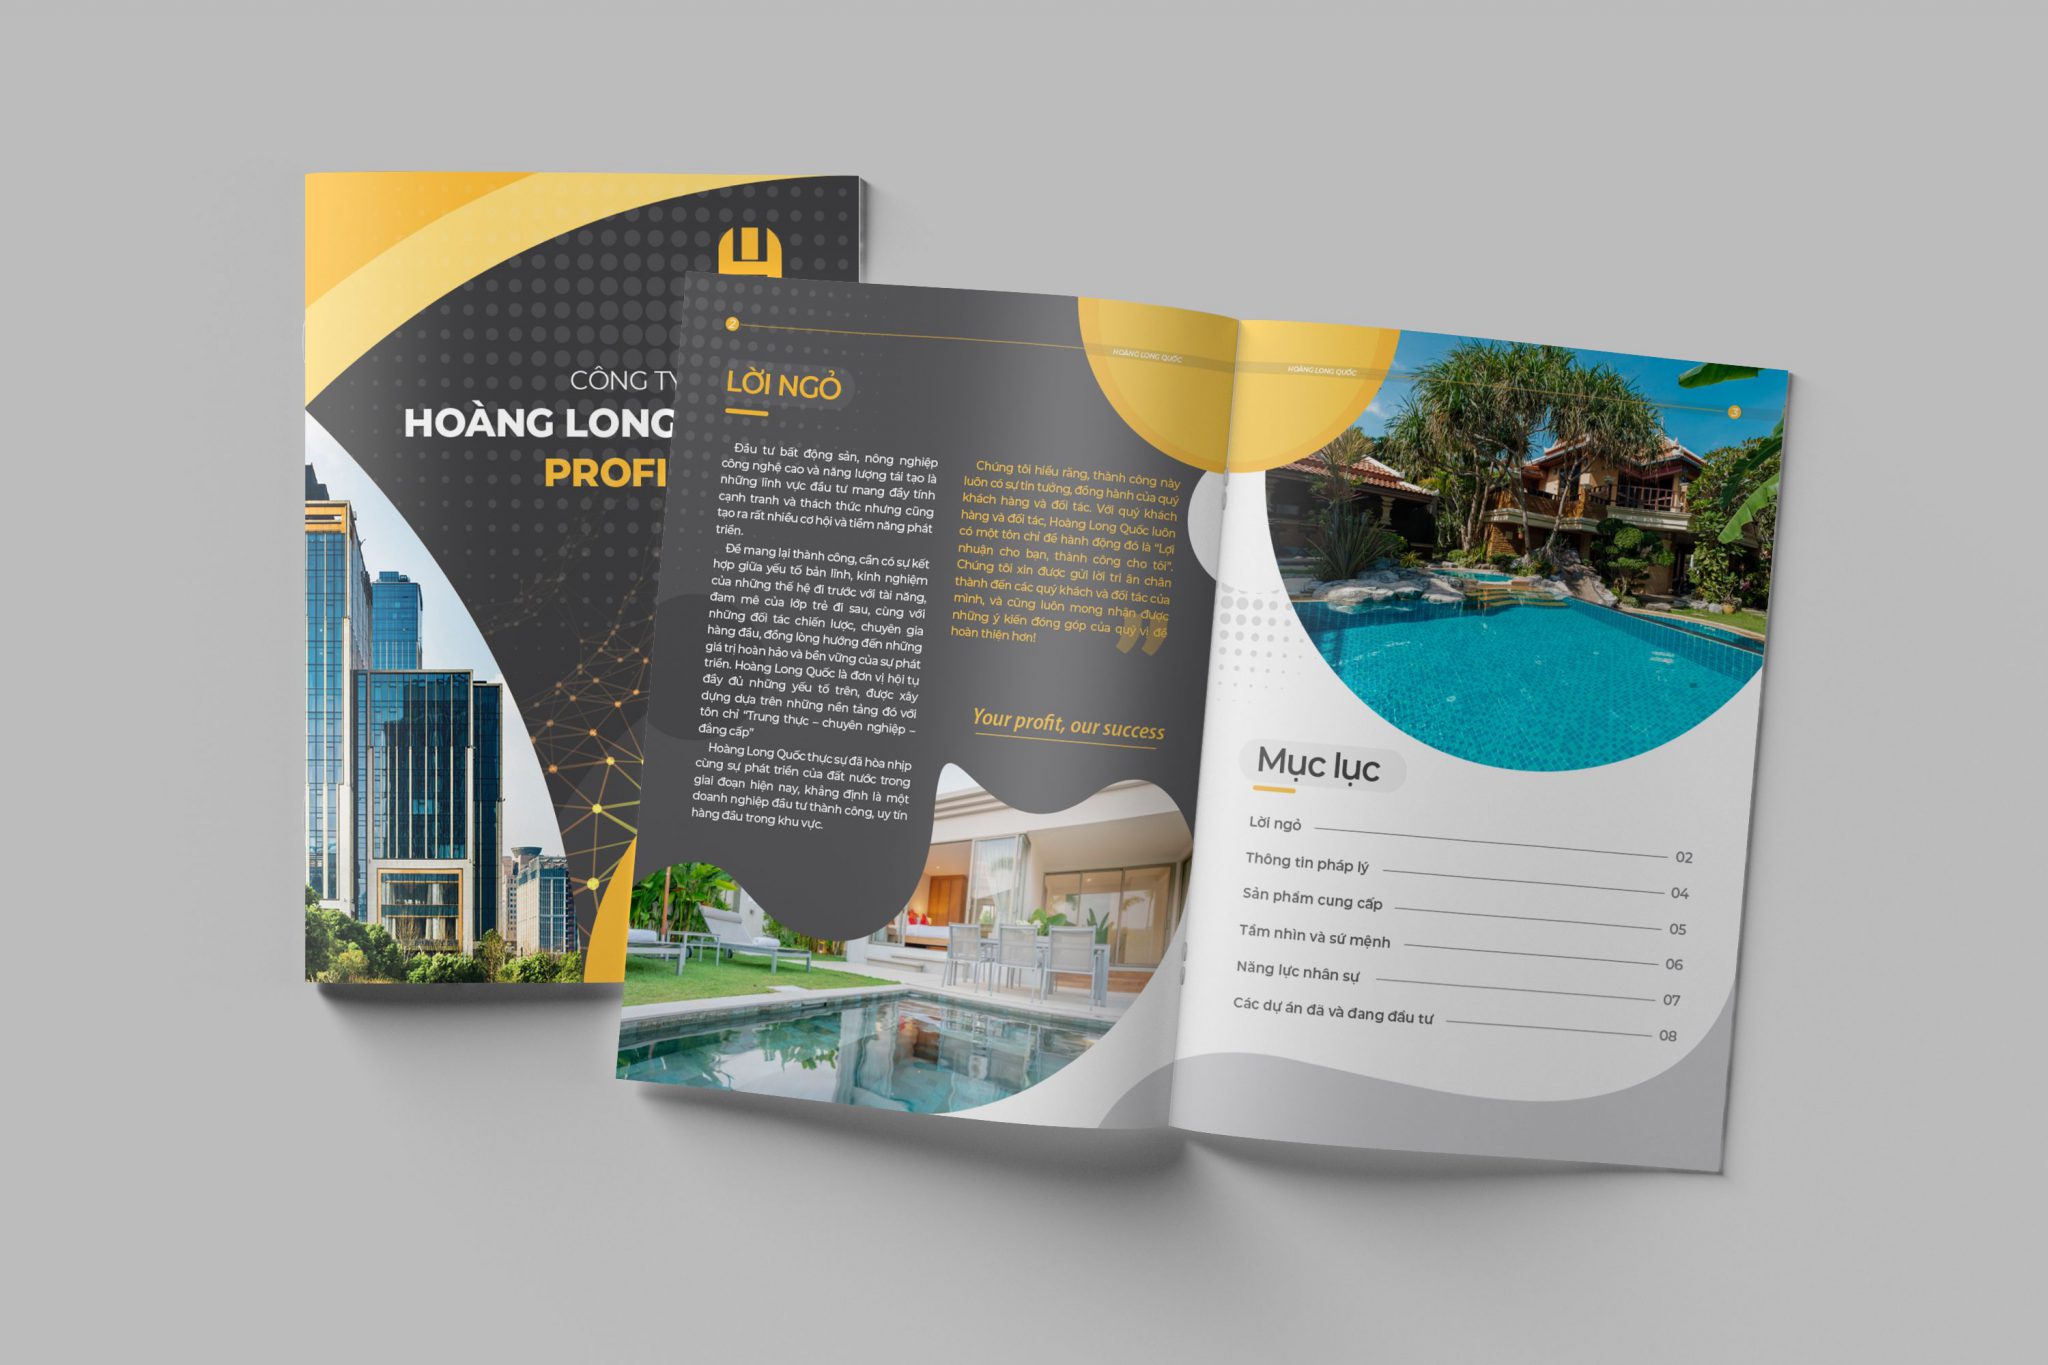 CÔNG TY
HOÀNG LONG
PROFI
2
HOÀNG LONG QUỐC
LỜI NGỎ
Đầu tư bất động sản, nông nghiệp
công nghệ cao và năng lượng tái tạo là
những lĩnh vực đầu tư mang đầy tính
cạnh tranh và thách thức nhưng cũng
tạo ra rất nhiều cơ hội và tiềm năng phát
triển.
Để mang lại thành công, cần có sự kết
hợp giữa yếu tố bản lĩnh, kinh nghiệm
của những thế hệ đi trước với tài năng,
đam mê của lớp trẻ đi sau, cùng với
những đối tác chiến lược, chuyên gia
hàng đầu, đồng lòng hướng đến những
giá trị hoàn hảo và bền vững của sự phát
triển. Hoàng Long Quốc là đơn vị hội tụ
đầy đủ những yếu tố trên, được xây
dựng dựa trên những nền tảng đó với
tôn chỉ “Trung thực – chuyên nghiệp –
đẳng cấp”
Hoàng Long Quốc thực sự đã hòa nhịp
cùng sự phát triển của đất nước trong
giai đoạn hiện nay, khẳng định là một
doanh nghiệp đầu tư thành công, uy tín
hàng đầu trong khu vực.
Chúng tôi hiểu rằng, thành công này
luôn có sự tin tưởng, đồng hành của quý
khách hàng và đối tác. Với quý khách
hàng và đối tác, Hoàng Long Quốc luôn
có một tôn chỉ để hành động đó là “Lợi
nhuận cho bạn, thành công cho tôi”.
Chúng tôi xin được gửi lời tri ân chân
thành đến các quý khách và đối tác của
mình, và cũng luôn mong nhận được
những ý kiến đóng góp của quý vị để
hoàn thiện hơn!
Your profit, our success
HOÀNG LONG QUỐC
3
Mục lục
Lời ngỏ 02
Thông tin pháp lý 04
Sản phẩm cung cấp 05
Tầm nhìn và sứ mệnh 06
Năng lực nhân sự 07
Các dự án đã và đang đầu tư 08